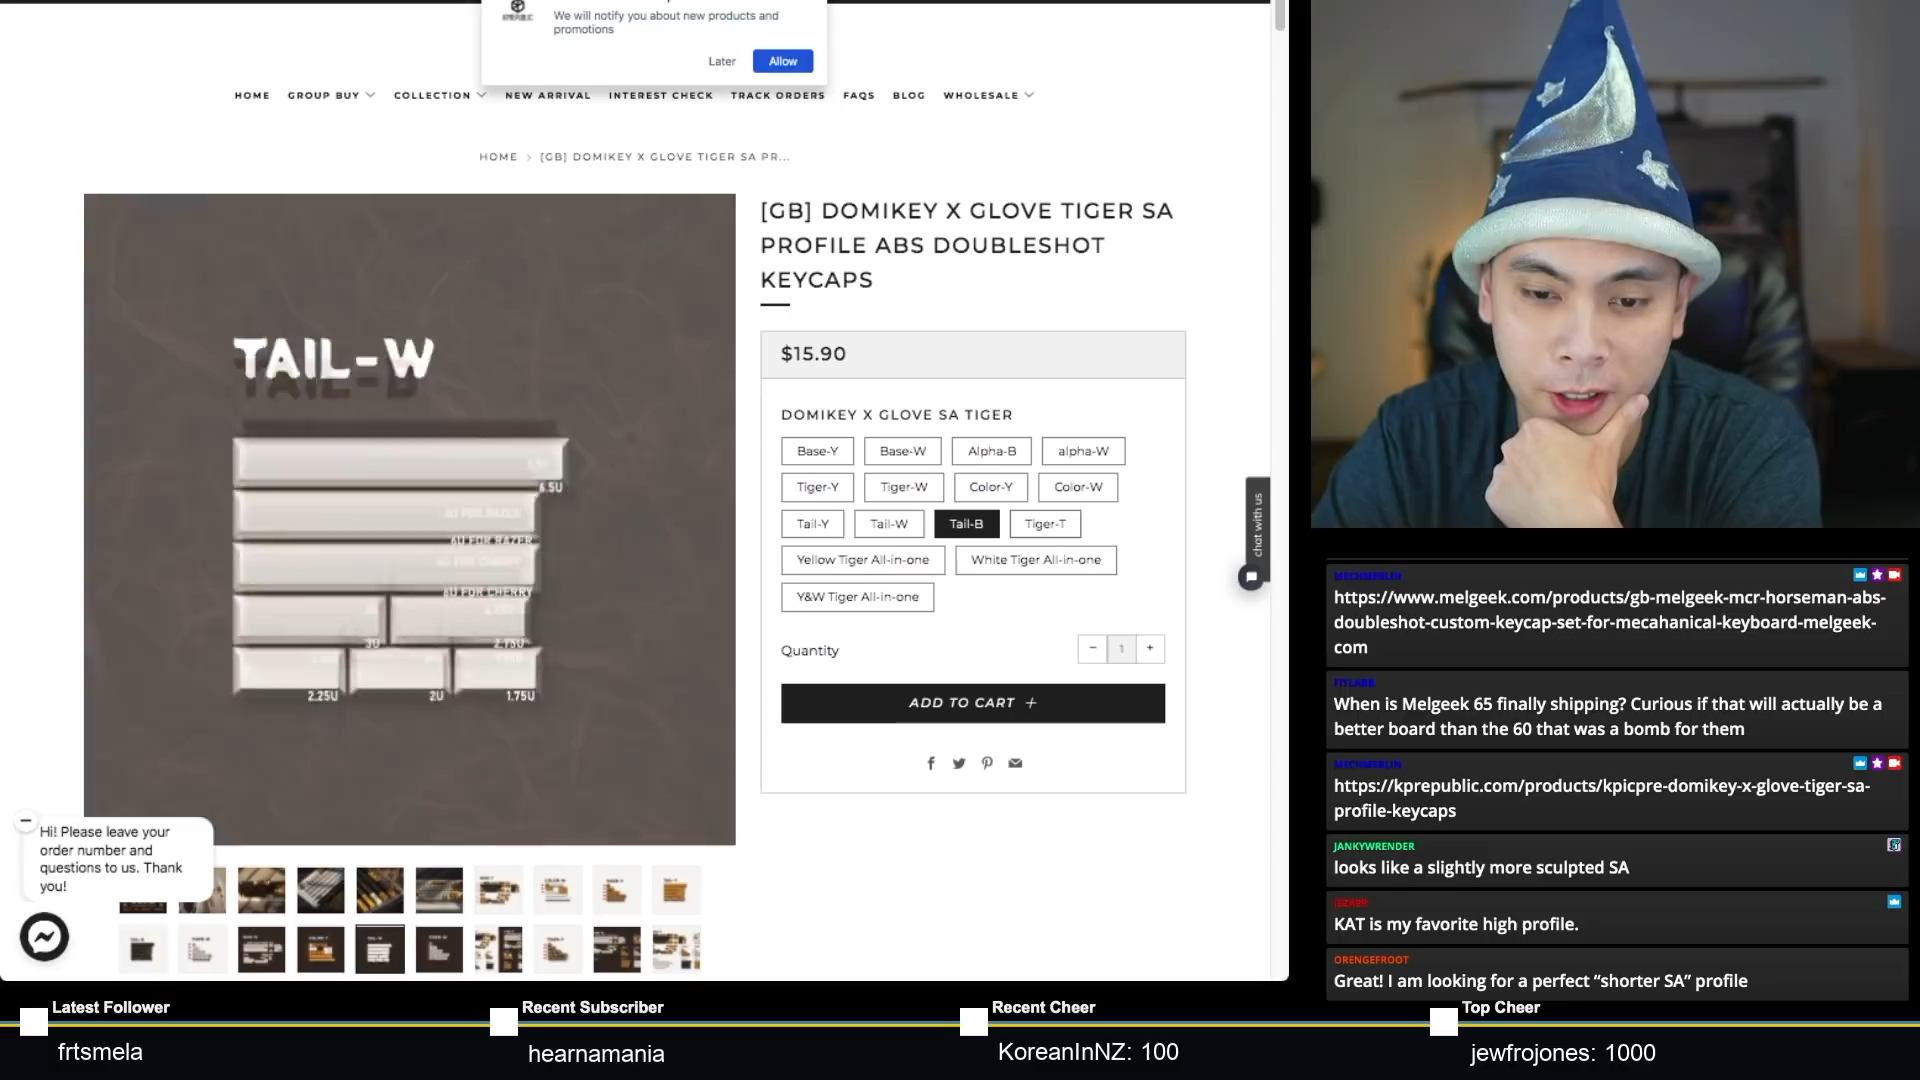 We will notify you about new products and
promotions
Later
Allow
HOME
GROUP BUY
COLLECTION
NEW ARRIVAL
INTEREST CHECK
TRACK ORDERS
FAQS
BLOG
WHOLESALE
HOME > [GB] DOMIKEY X GLOVE TIGER SA PR...
TAIL-W
6.5U
6U FOR RAZER
6U FOR CHERRY
3U
2.75U
2.25U
2U
1.75U
[GB] DOMIKEY X GLOVE TIGER SA
PROFILE ABS DOUBLESHOT
KEYCAPS
$15.90
DOMIKEY X GLOVE SA TIGER
Base-Y
Base-W
Alpha-B
alpha-W
Tiger-Y
Tiger-W
Color-Y
Color-W
Tail-Y
Tail-W
Tail-B
Tiger-T
Yellow Tiger All-in-one
White Tiger All-in-one
Y&W Tiger All-in-one
Quantity
− 1 +
ADD TO CART +
chat with us
Hi! Please leave your
order number and
questions to us. Thank
you!
MECHMERLIN
https://www.melgeek.com/products/gb-melgeek-mcr-horseman-abs-
doubleshot-custom-keycap-set-for-mecahanical-keyboard-melgeek-
com
FITLABB
When is Melgeek 65 finally shipping? Curious if that will actually be a
better board than the 60 that was a bomb for them
MECHMERLIN
https://kprepublic.com/products/kpicpre-domikey-x-glove-tiger-sa-
profile-keycaps
JANKYWRENDER
looks like a slightly more sculpted SA
KAT is my favorite high profile.
ORENGEFROOT
Great! I am looking for a perfect “shorter SA” profile
Latest Follower
frtsmela
Recent Subscriber
hearnamania
Recent Cheer
KoreanInNZ: 100
Top Cheer
jewfrojones: 1000